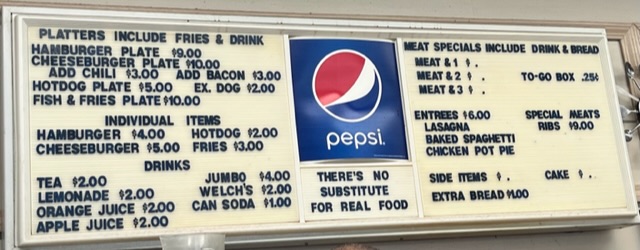 PLATTERS INCLUDE FRIES & DRINK
HAMBURGER PLATE $9.00
CHEESEBURGER PLATE $10.00
ADD CHILI $3.00 ADD BACON $3.00
HOTDOG PLATE $5.00 EX. DOG $2.00
FISH & FRIES PLATE $10.00
INDIVIDUAL ITEMS
HAMBURGER $4.00 HOTDOG $2.00
CHEESEBURGER $5.00 FRIES $3.00
DRINKS
TEA $2.00 JUMBO $4.00
LEMONADE $2.00 WELCH'S $2.00
ORANGE JUICE $2.00 CAN SODA $1.00
APPLE JUICE $2.00
pepsi
THERE'S NO
SUBSTITUTE
FOR REAL FOOD
MEAT SPECIALS INCLUDE DRINK & BREAD
MEAT & 1 $ .
MEAT & 2 $ . TO-GO BOX .25¢
MEAT & 3 $ .
ENTREES $6.00 SPECIAL MEATS
LASAGNA RIBS $9.00
BAKED SPAGHETTI
CHICKEN POT PIE
SIDE ITEMS $ . CAKE $ .
EXTRA BREAD $1.00